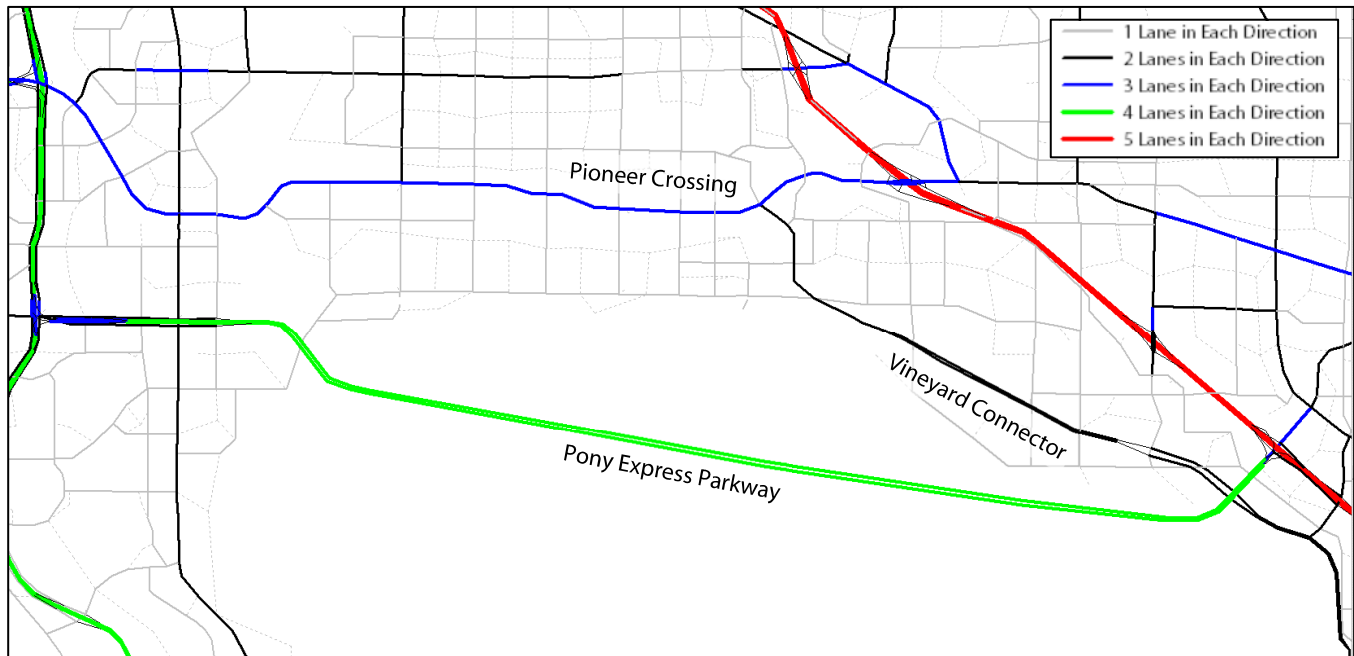 1 Lane in Each Direction
2 Lanes in Each Direction
3 Lanes in Each Direction
4 Lanes in Each Direction
5 Lanes in Each Direction
Pioneer Crossing
Vineyard Connector
Pony Express Parkway